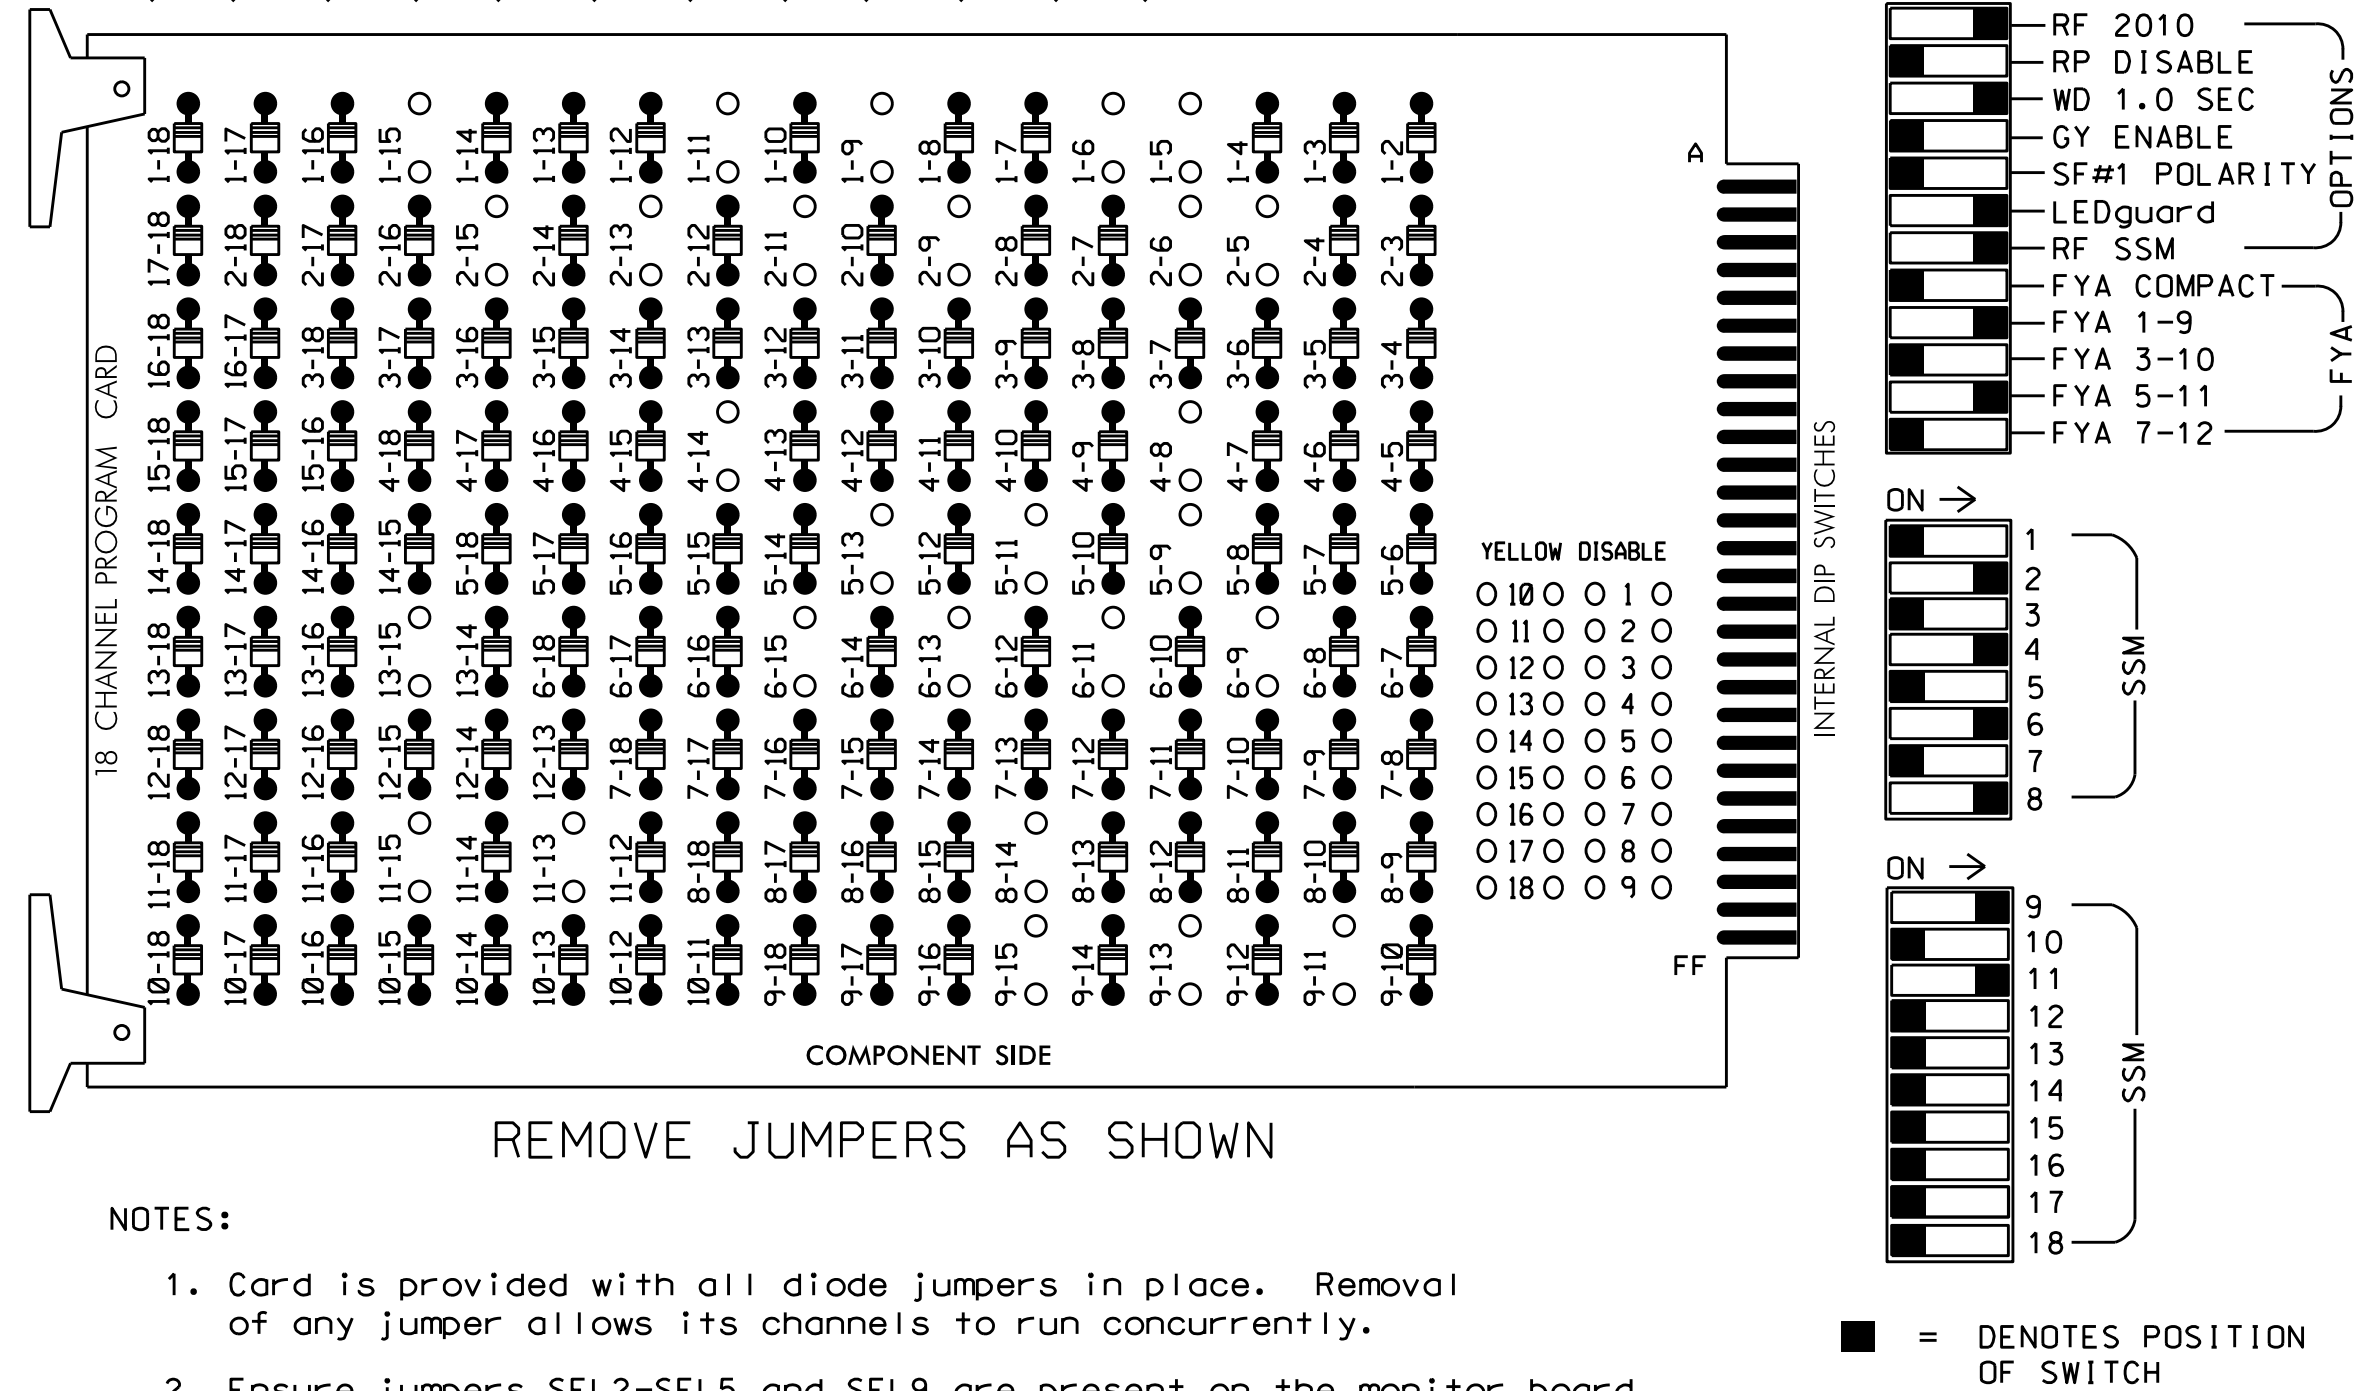 1-18 1-17 1-16 1-15 1-14 1-13 1-12 1-11 1-10 1-9 1-8 1-7 1-6 1-5 1-4 1-3 1-2
17-18 2-18 2-17 2-16 2-15 2-14 2-13 2-12 2-11 2-10 2-9 2-8 2-7 2-6 2-5 2-4 2-3
16-18 16-17 3-18 3-17 3-16 3-15 3-14 3-13 3-12 3-11 3-10 3-9 3-8 3-7 3-6 3-5 3-4
15-18 15-17 15-16 4-18 4-17 4-16 4-15 4-14 4-13 4-12 4-11 4-10 4-9 4-8 4-7 4-6 4-5
14-18 14-17 14-16 14-15 5-18 5-17 5-16 5-15 5-14 5-13 5-12 5-11 5-10 5-9 5-8 5-7 5-6
13-18 13-17 13-16 13-15 13-14 6-18 6-17 6-16 6-15 6-14 6-13 6-12 6-11 6-10 6-9 6-8 6-7
12-18 12-17 12-16 12-15 12-14 12-13 7-18 7-17 7-16 7-15 7-14 7-13 7-12 7-11 7-10 7-9 7-8
11-18 11-17 11-16 11-15 11-14 11-13 11-12 8-18 8-17 8-16 8-15 8-14 8-13 8-12 8-11 8-10 8-9
10-18 10-17 10-16 10-15 10-14 10-13 10-12 10-11 9-18 9-17 9-16 9-15 9-14 9-13 9-12 9-11 9-10
18 CHANNEL PROGRAM CARD
A
FF
YELLOW DISABLE
10 1
11 2
12 3
13 4
14 5
15 6
16 7
17 8
18 9
COMPONENT SIDE
INTERNAL DIP SWITCHES
RF 2010
RP DISABLE
WD 1.0 SEC
GY ENABLE
SF#1 POLARITY
LEDguard
RF SSM
OPTIONS
FYA COMPACT
FYA 1-9
FYA 3-10
FYA 5-11
FYA 7-12
FYA
ON →
1
2
3
4
5
6
7
8
SSM
ON →
9
10
11
12
13
14
15
16
17
18
SSM
= DENOTES POSITION
OF SWITCH
REMOVE JUMPERS AS SHOWN
NOTES:
1. Card is provided with all diode jumpers in place. Removal
of any jumper allows its channels to run concurrently.
2. Ensure jumpers SEL2-SEL5 and SEL9 are present on the monitor board